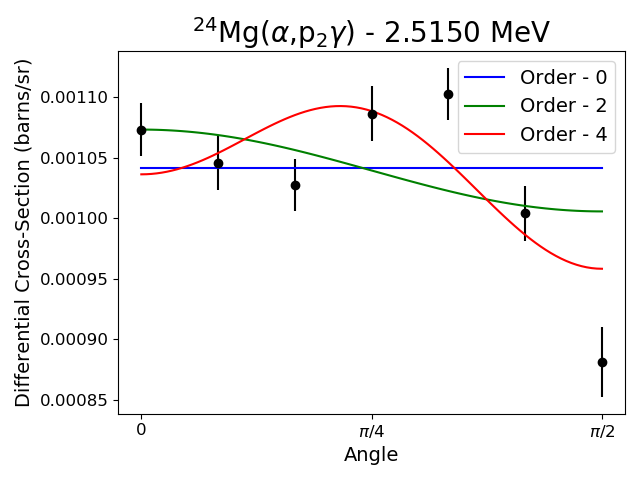 ²⁴Mg(α,p₂γ) - 2.5150 MeV
Order - 0
Order - 2
Order - 4
Differential Cross-Section (barns/sr)
0.00110
0.00105
0.00100
0.00095
0.00090
0.00085
0 π/4 π/2
Angle